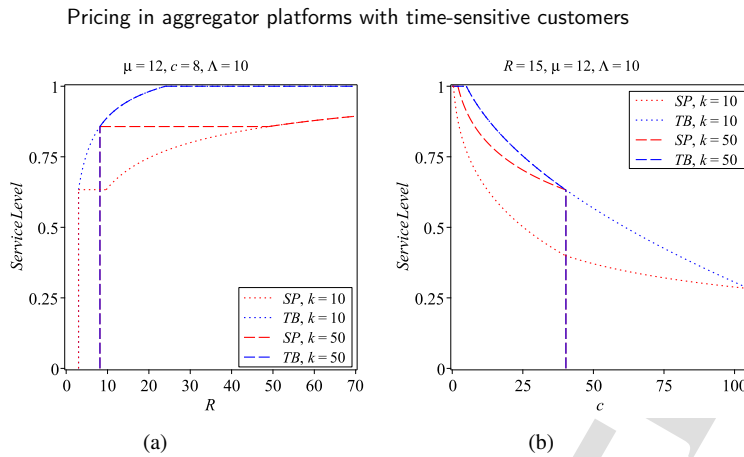 Pricing in aggregator platforms with time-sensitive customers
μ = 12, c = 8, Λ = 10
1
0.75
0.5
0.25
0
Service Level
SP, k = 10
TB, k = 10
SP, k = 50
TB, k = 50
0 10 20 30 40 50 60 70
R
(a)
R = 15, μ = 12, Λ = 10
1
0.75
0.5
0.25
0
Service Level
SP, k = 10
TB, k = 10
SP, k = 50
TB, k = 50
0 25 50 75 100
c
(b)